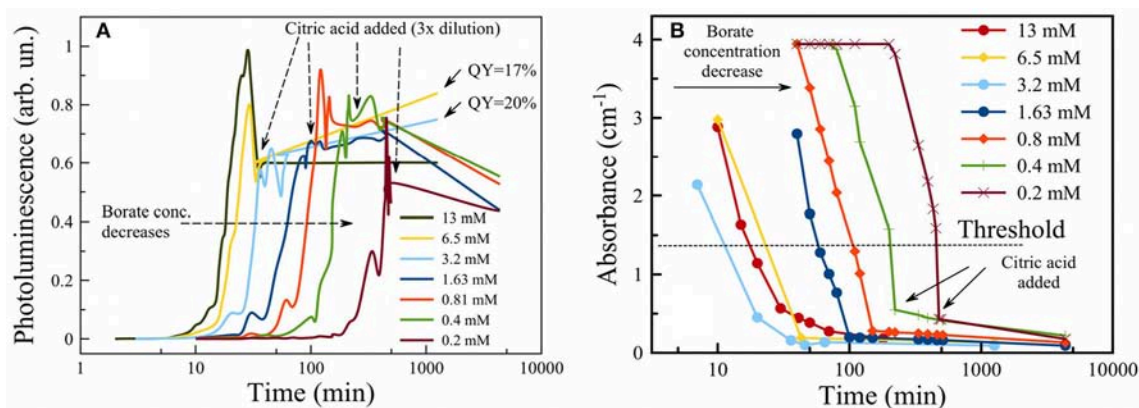 A
Citric acid added (3x dilution)
QY=17%
QY=20%
Borate conc.
decreases
13 mM
6.5 mM
3.2 mM
1.63 mM
0.81 mM
0.4 mM
0.2 mM
Photoluminescence (arb. un.)
1
0.8
0.6
0.4
0.2
0
1
10
100
1000
10000
Time (min)
B
Borate
concentration
decrease
13 mM
6.5 mM
3.2 mM
1.63 mM
0.8 mM
0.4 mM
0.2 mM
Threshold
Citric acid
added
Absorbance (cm⁻¹)
4
3
2
1
0
10
100
1000
10000
Time (min)